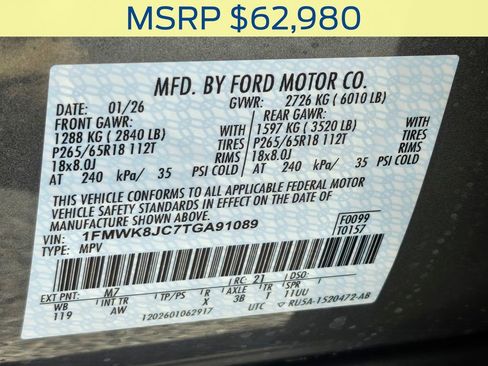 MSRP $62,980
MFD. BY FORD MOTOR CO.
DATE: 01/26 GVWR: 2726 KG ( 6010 LB)
FRONT GAWR: REAR GAWR:
1288 KG ( 2840 LB) 1597 KG ( 3520 LB)
P265/65R18 112T P265/65R18 112T
18x8.0J RIMS 18x8.0J RIMS
AT 240 kPa/ 35 PSI COLD AT 240 kPa/ 35 PSI COLD
THIS VEHICLE CONFORMS TO ALL APPLICABLE FEDERAL MOTOR
VEHICLE SAFETY STANDARDS IN EFFECT ON THE DATE OF
MANUFACTURE SHOWN ABOVE.
VIN: 1FMWK8JC7TGA91089 F0099
TYPE: MPV T0157
EXT PNT: M7 RC: 21 DSO:
WB INT TR TP/PS R AXLE TR SPR
119 AW X 3B T 11UU
1202601062917 UTC RU5A-1520472-AB